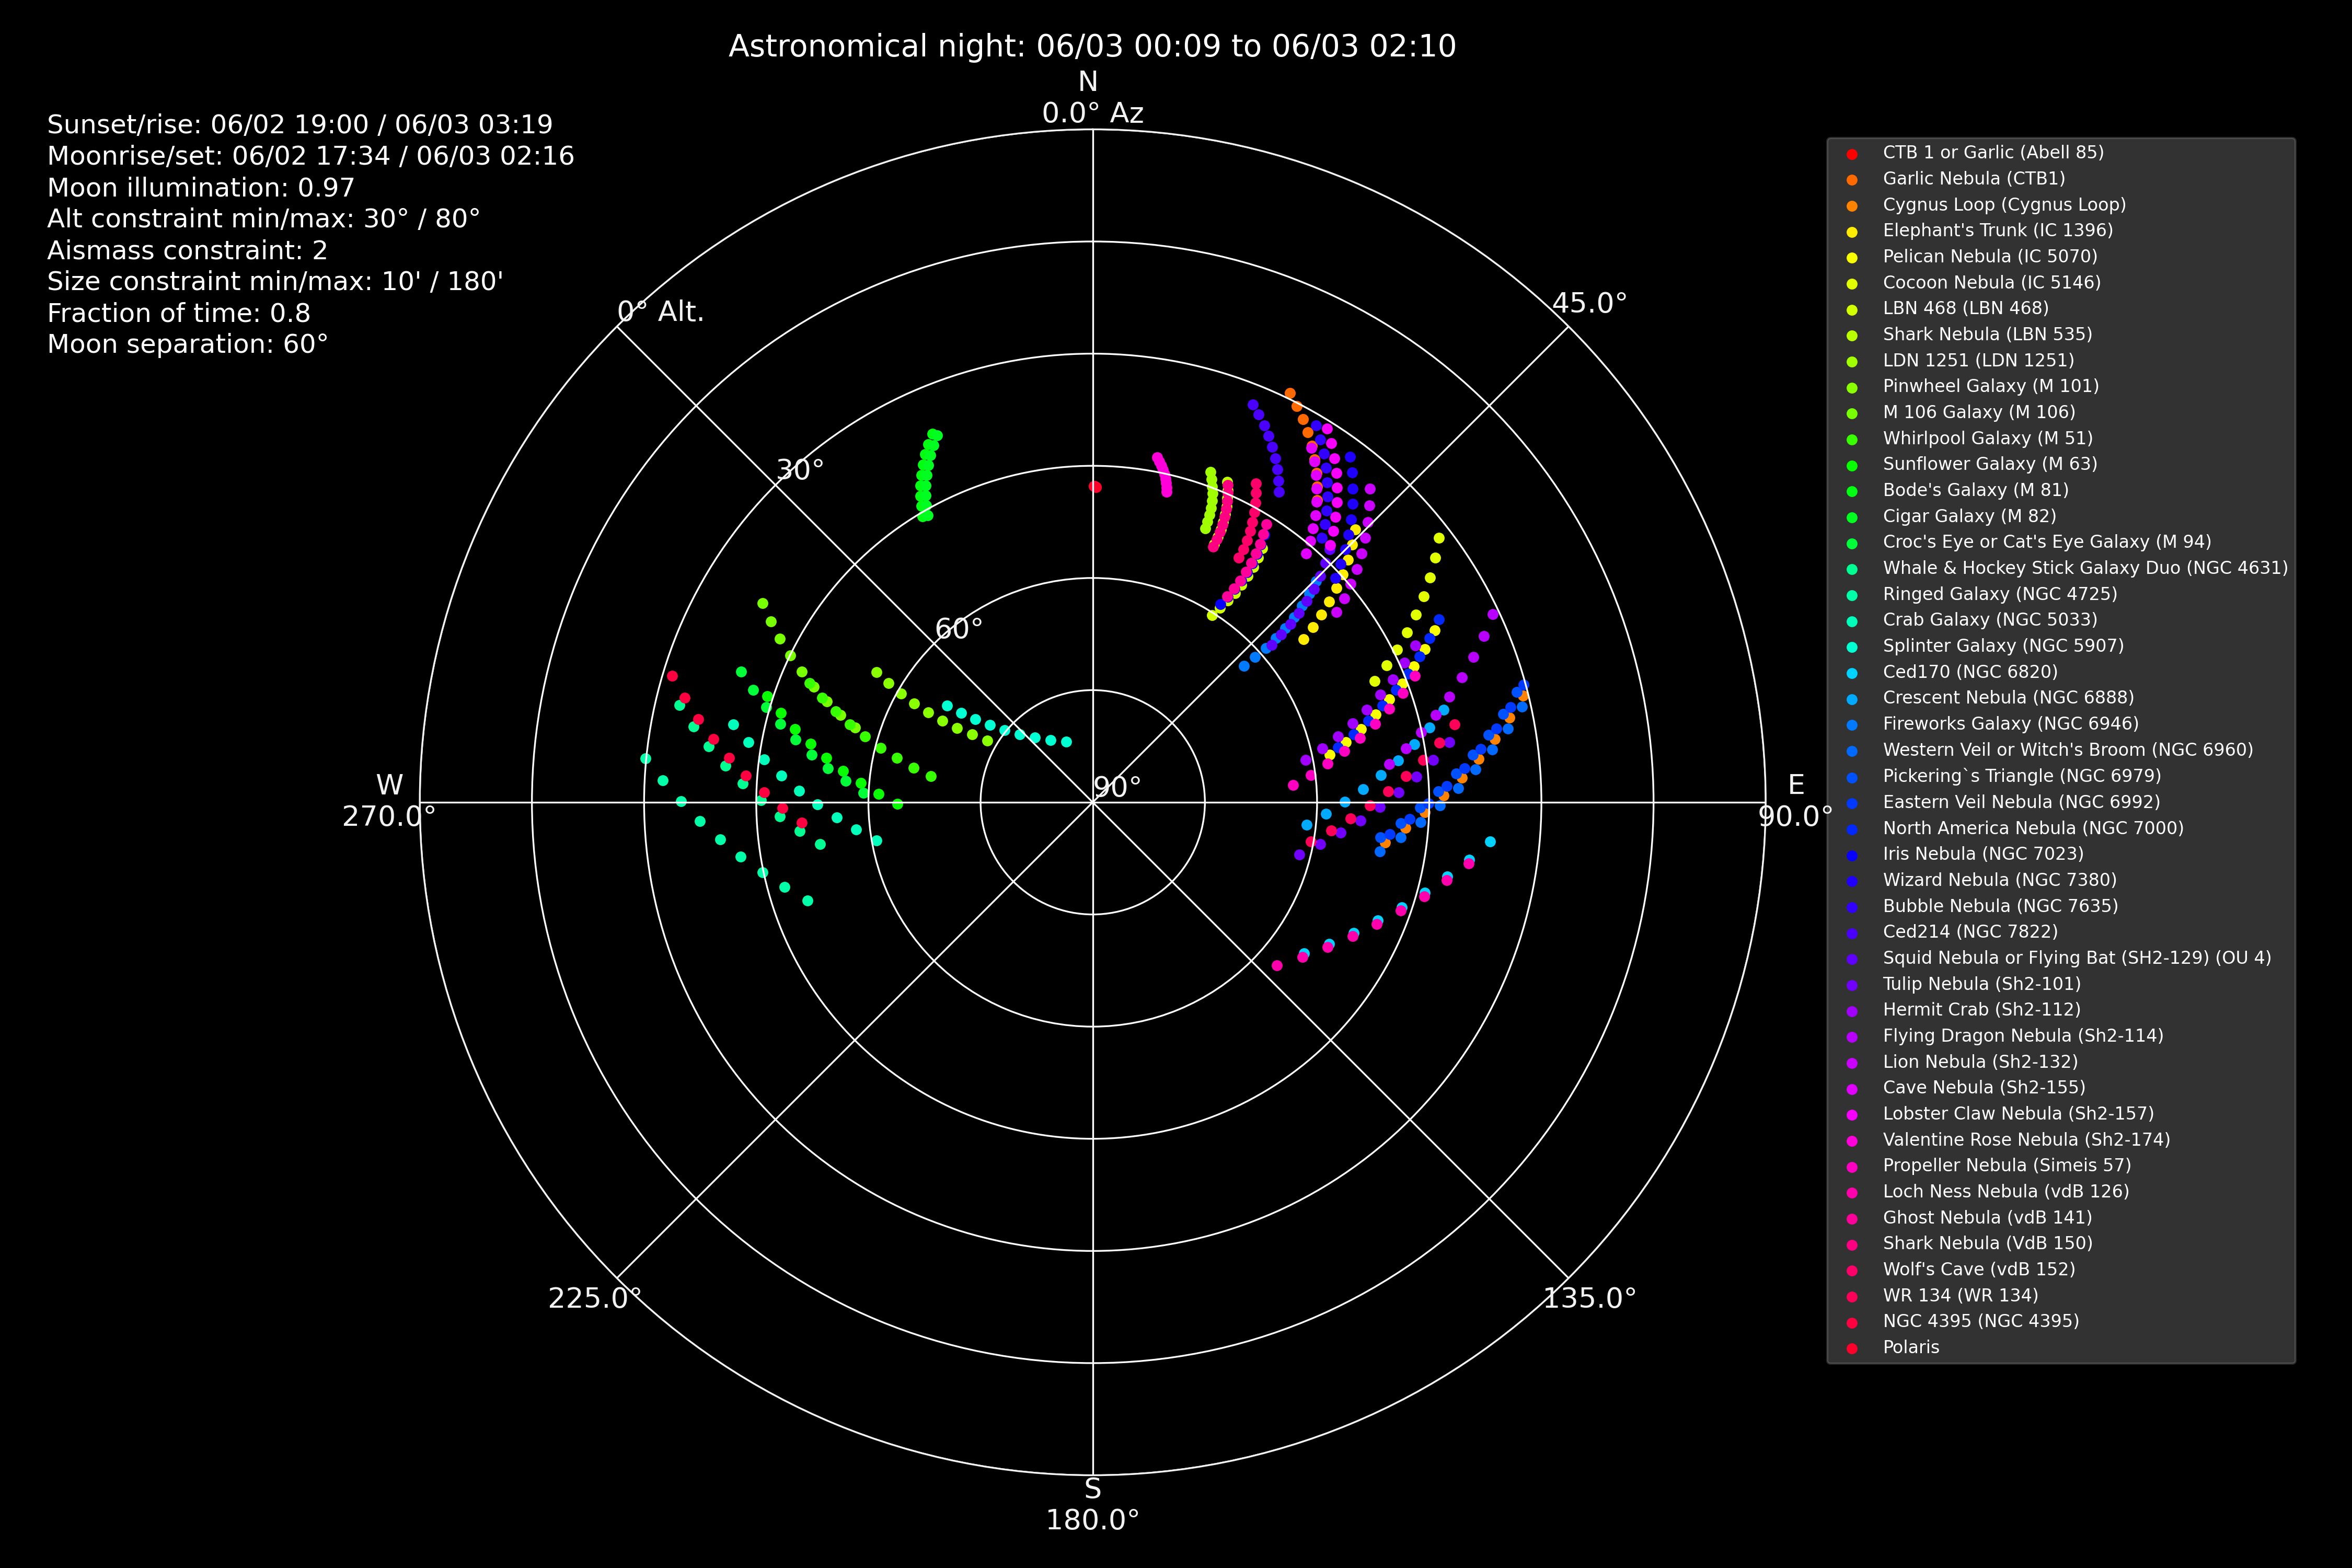 Astronomical night: 06/03 00:09 to 06/03 02:10
N
0.0° Az
Sunset/rise: 06/02 19:00 / 06/03 03:19
Moonrise/set: 06/02 17:34 / 06/03 02:16
Moon illumination: 0.97
Alt constraint min/max: 30° / 80°
Aismass constraint: 2
Size constraint min/max: 10' / 180'
Fraction of time: 0.8
Moon separation: 60°
0° Alt.
30°
60°
90°
45.0°
W
270.0°
E
90.0°
225.0°
135.0°
S
180.0°
CTB 1 or Garlic (Abell 85)
Garlic Nebula (CTB1)
Cygnus Loop (Cygnus Loop)
Elephant's Trunk (IC 1396)
Pelican Nebula (IC 5070)
Cocoon Nebula (IC 5146)
LBN 468 (LBN 468)
Shark Nebula (LBN 535)
LDN 1251 (LDN 1251)
Pinwheel Galaxy (M 101)
M 106 Galaxy (M 106)
Whirlpool Galaxy (M 51)
Sunflower Galaxy (M 63)
Bode's Galaxy (M 81)
Cigar Galaxy (M 82)
Croc's Eye or Cat's Eye Galaxy (M 94)
Whale & Hockey Stick Galaxy Duo (NGC 4631)
Ringed Galaxy (NGC 4725)
Crab Galaxy (NGC 5033)
Splinter Galaxy (NGC 5907)
Ced170 (NGC 6820)
Crescent Nebula (NGC 6888)
Fireworks Galaxy (NGC 6946)
Western Veil or Witch's Broom (NGC 6960)
Pickering`s Triangle (NGC 6979)
Eastern Veil Nebula (NGC 6992)
North America Nebula (NGC 7000)
Iris Nebula (NGC 7023)
Wizard Nebula (NGC 7380)
Bubble Nebula (NGC 7635)
Ced214 (NGC 7822)
Squid Nebula or Flying Bat (SH2-129) (OU 4)
Tulip Nebula (Sh2-101)
Hermit Crab (Sh2-112)
Flying Dragon Nebula (Sh2-114)
Lion Nebula (Sh2-132)
Cave Nebula (Sh2-155)
Lobster Claw Nebula (Sh2-157)
Valentine Rose Nebula (Sh2-174)
Propeller Nebula (Simeis 57)
Loch Ness Nebula (vdB 126)
Ghost Nebula (vdB 141)
Shark Nebula (VdB 150)
Wolf's Cave (vdB 152)
WR 134 (WR 134)
NGC 4395 (NGC 4395)
Polaris